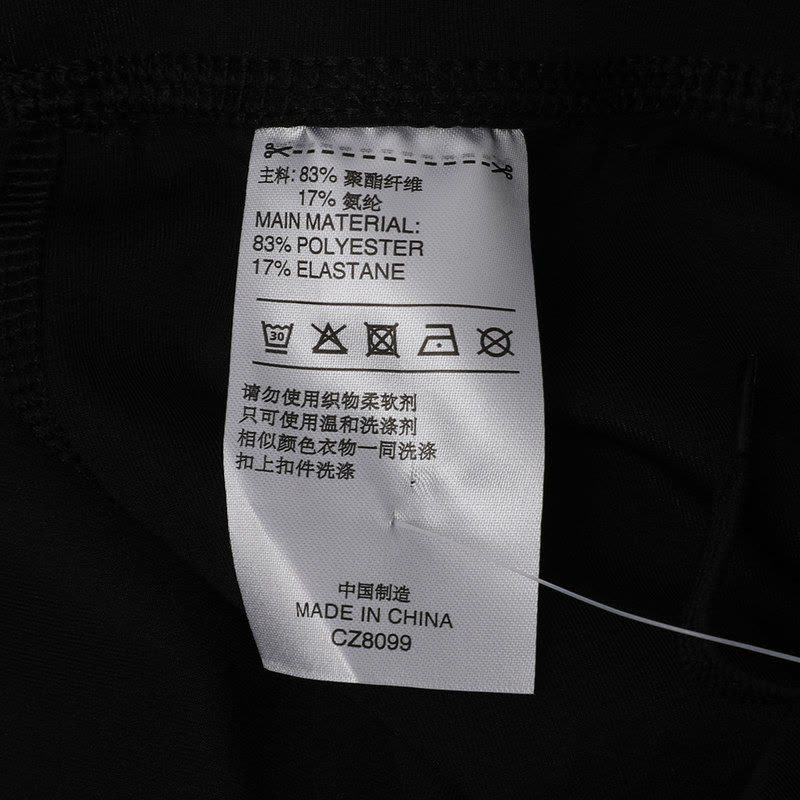 主料: 83% 聚酯纤维
17% 氨纶
MAIN MATERIAL:
83% POLYESTER
17% ELASTANE
30
请勿使用织物柔软剂
只可使用温和洗涤剂
相似颜色衣物一同洗涤
扣上扣件洗涤
中国制造
MADE IN CHINA
CZ8099